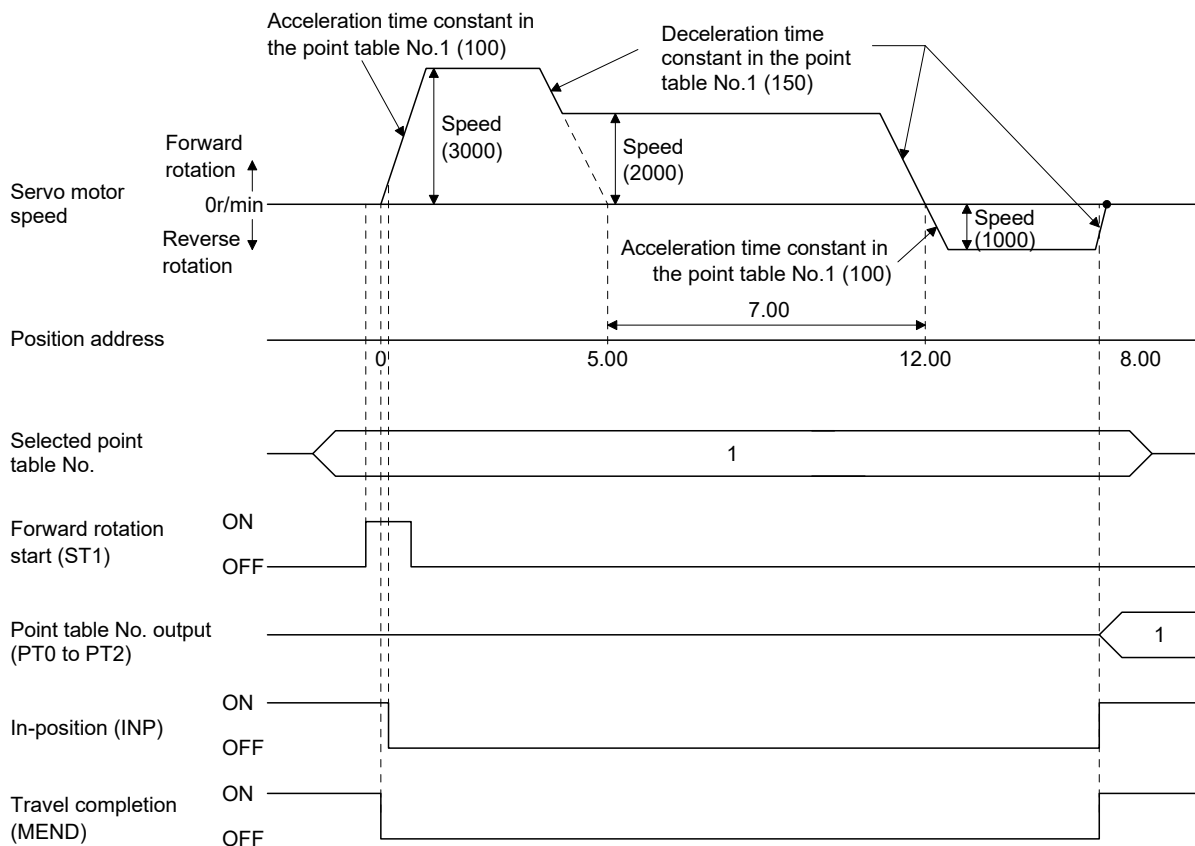 Acceleration time constant in
the point table No.1 (100)
Deceleration time
constant in the point
table No.1 (150)
Speed
(3000)
Speed
(2000)
Forward
rotation
Servo motor
speed
0r/min
Reverse
rotation
Speed
(1000)
Acceleration time constant in
the point table No.1 (100)
7.00
Position address
0
5.00
12.00
8.00
Selected point
table No.
1
Forward rotation
start (ST1)
ON
OFF
Point table No. output
(PT0 to PT2)
1
In-position (INP)
ON
OFF
Travel completion
(MEND)
ON
OFF